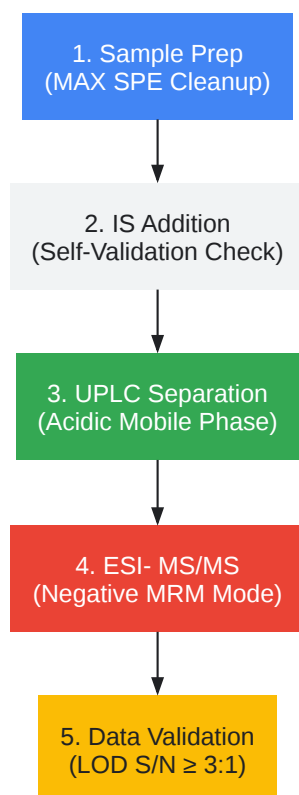 1. Sample Prep
(MAX SPE Cleanup)
2. IS Addition
(Self-Validation Check)
3. UPLC Separation
(Acidic Mobile Phase)
4. ESI- MS/MS
(Negative MRM Mode)
5. Data Validation
(LOD S/N ≥ 3:1)